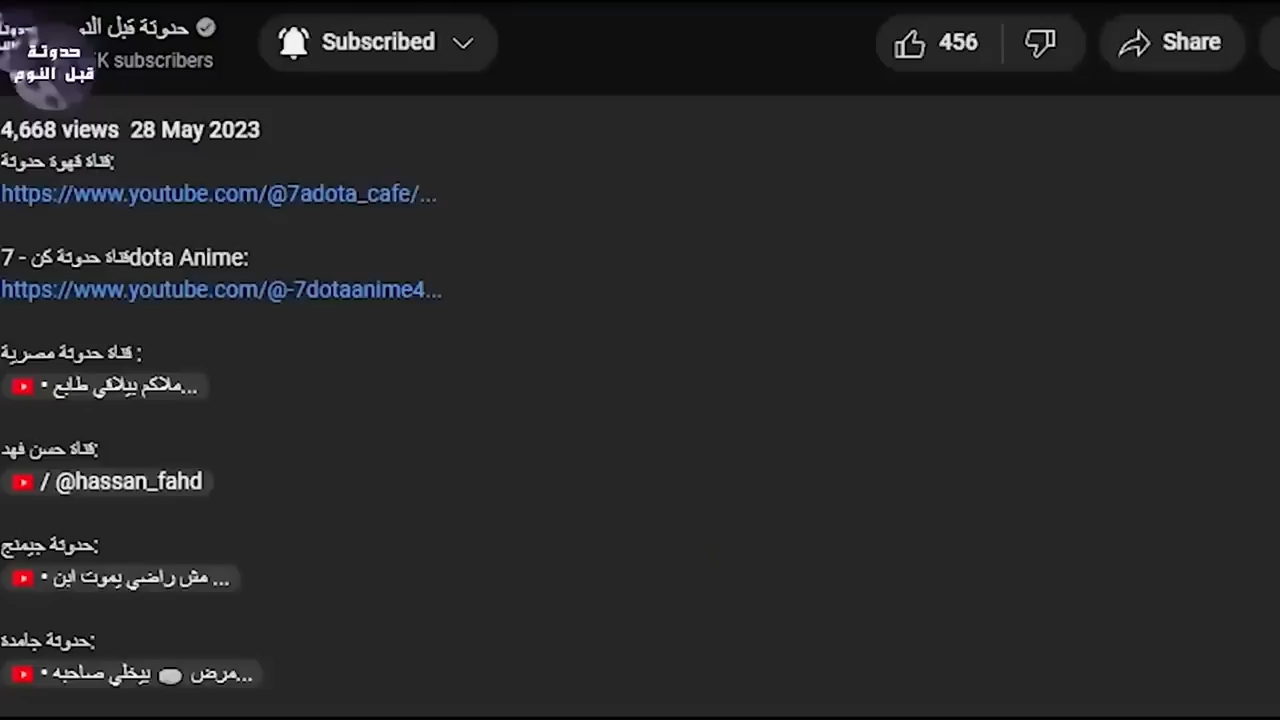 حدوتة قبل الن
Subscribed
456
Share
K subscribers
حدوتة
قبل النوم
4,668 views 28 May 2023
قناة قهوة حدوتة:
https://www.youtube.com/@7adota_cafe/...
قناة حدوتة كن - 7dota Anime:
https://www.youtube.com/@-7dotaanime4...
قناة حدوتة مصرية :
• ملاكم بيلاقي طابع...
قناة حسن فهد:
/ @hassan_fahd
حدوتة جيمنج:
• مش راضي يموت ابن ...
حدوتة جامدة:
• مرض بيخلي صاحبه...